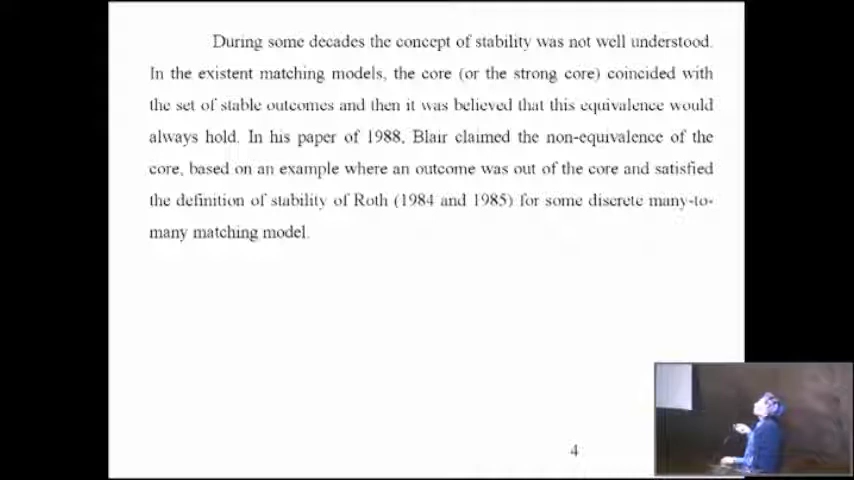 During some decades the concept of stability was not well understood.
In the existent matching models, the core (or the strong core) coincided with
the set of stable outcomes and then it was believed that this equivalence would
always hold. In his paper of 1988, Blair claimed the non-equivalence of the
core, based on an example where an outcome was out of the core and satisfied
the definition of stability of Roth (1984 and 1985) for some discrete many-to-
many matching model.
4